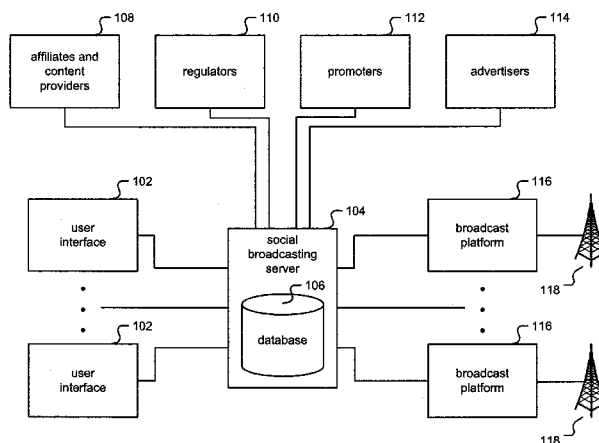 108
110
112
114
affiliates and
content
providers
regulators
promoters
advertisers
102
104
116
user
interface
social
broadcasting
server
broadcast
platform
118
106
database
102
116
user
interface
broadcast
platform
118